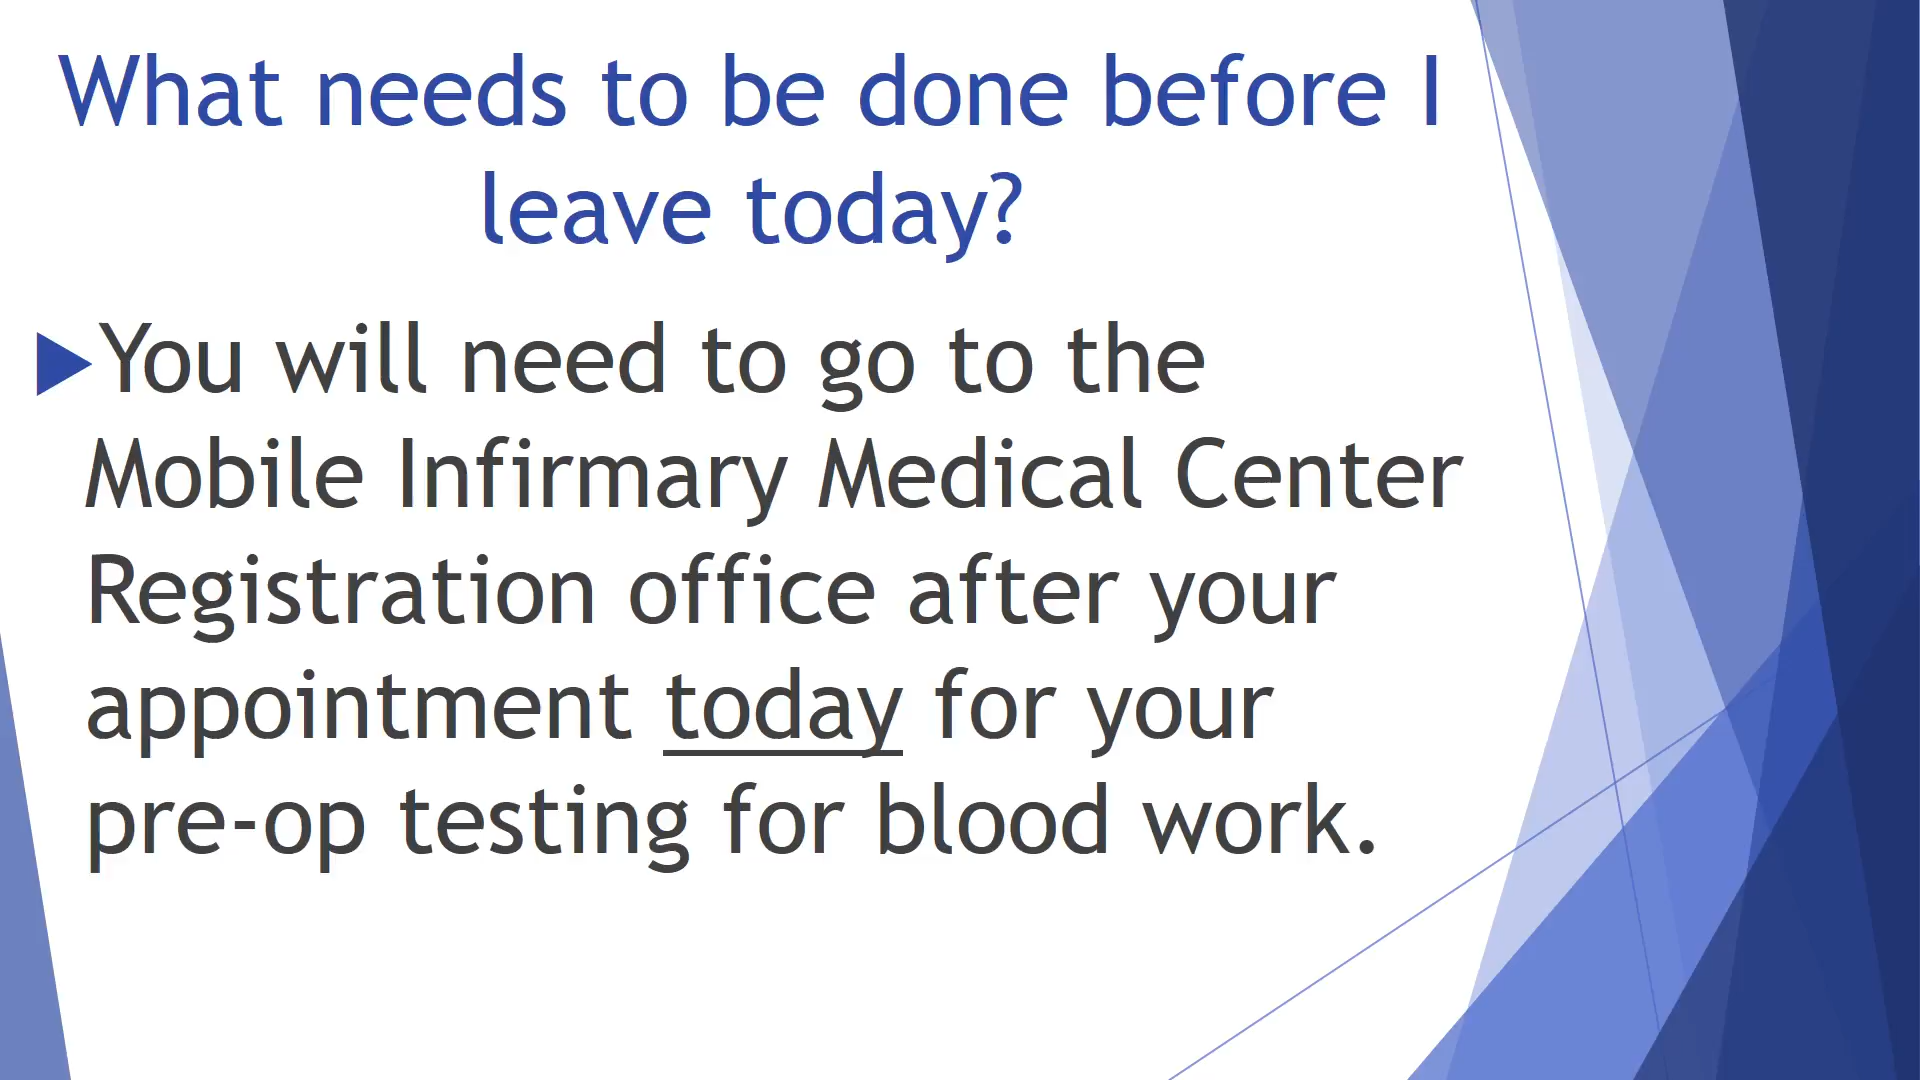 What needs to be done before I
leave today?
You will need to go to the
Mobile Infirmary Medical Center
Registration office after your
appointment today for your
pre-op testing for blood work.